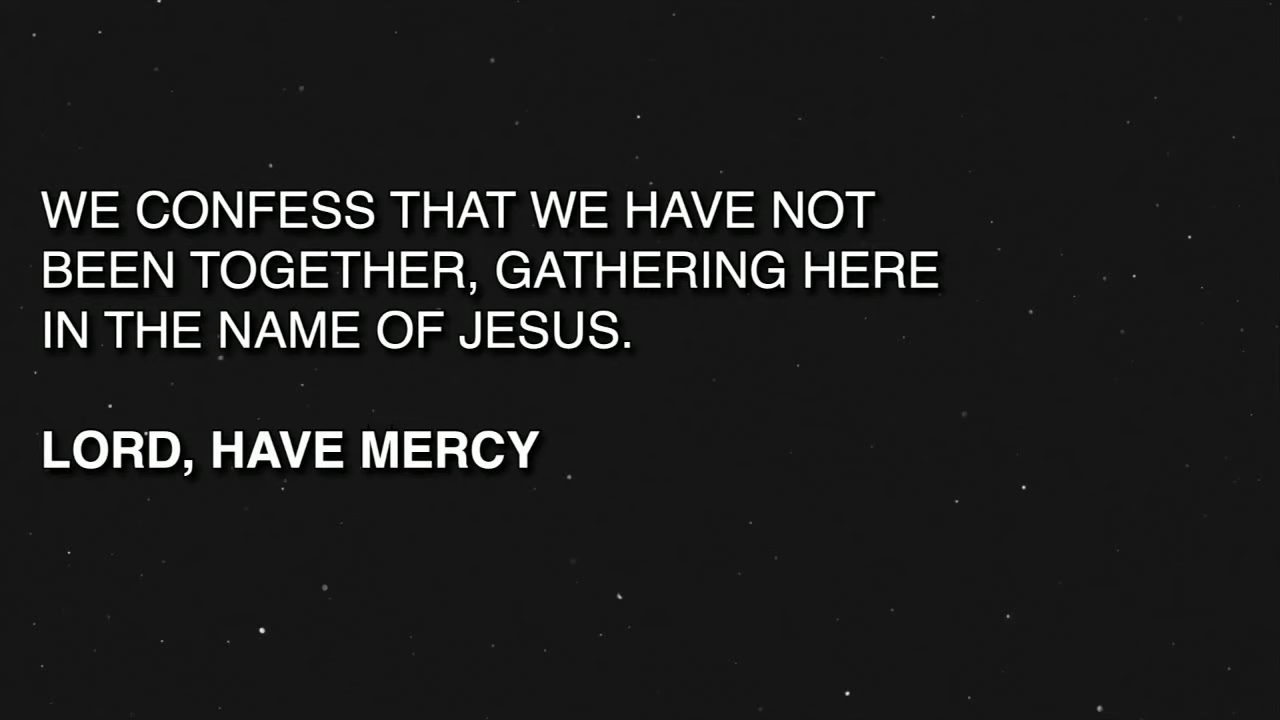 WE CONFESS THAT WE HAVE NOT
BEEN TOGETHER, GATHERING HERE
IN THE NAME OF JESUS.
LORD, HAVE MERCY